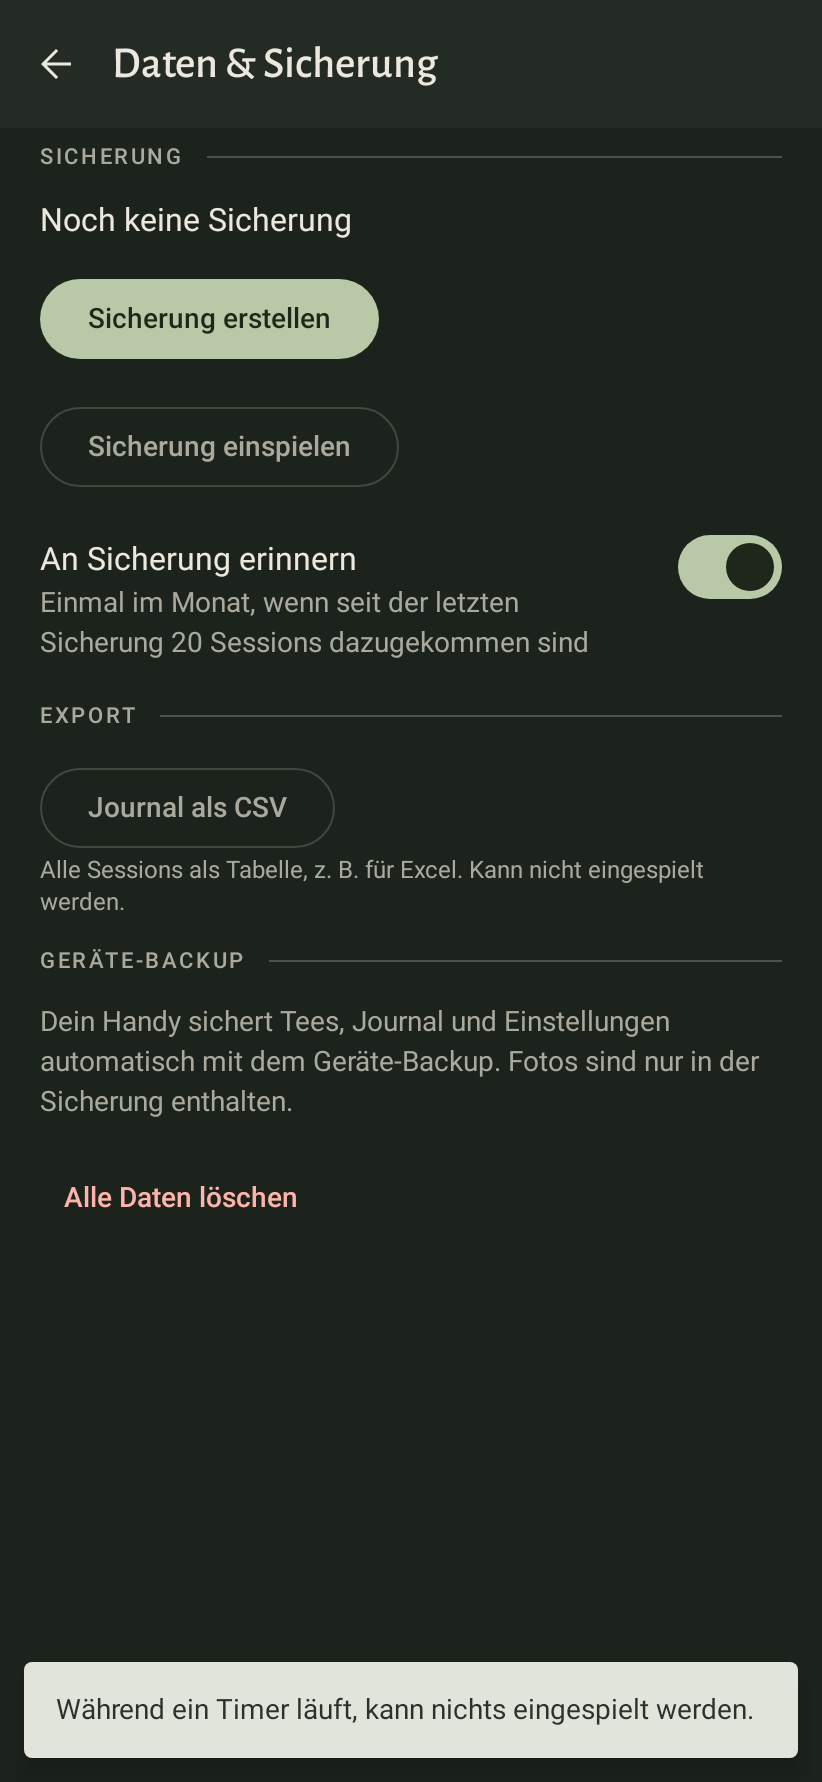 Daten & Sicherung
SICHERUNG
Noch keine Sicherung
Sicherung erstellen
Sicherung einspielen
An Sicherung erinnern
Einmal im Monat, wenn seit der letzten
Sicherung 20 Sessions dazugekommen sind
EXPORT
Journal als CSV
Alle Sessions als Tabelle, z. B. für Excel. Kann nicht eingespielt
werden.
GERÄTE-BACKUP
Dein Handy sichert Tees, Journal und Einstellungen
automatisch mit dem Geräte-Backup. Fotos sind nur in der
Sicherung enthalten.
Alle Daten löschen
Während ein Timer läuft, kann nichts eingespielt werden.